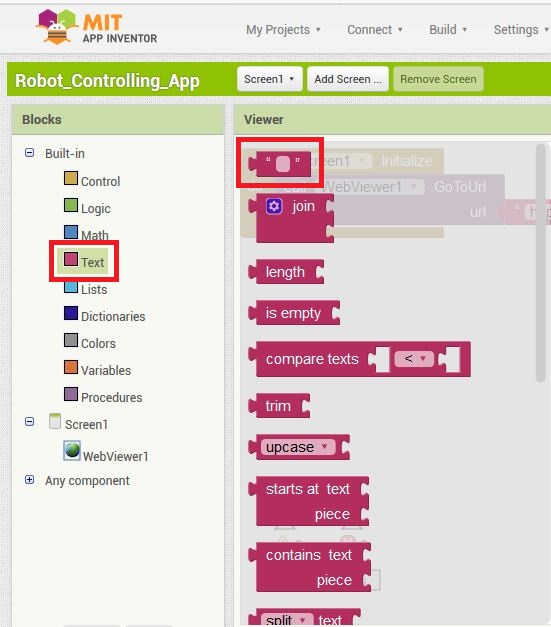 MIT
APP INVENTOR
My Projects Connect Build Settings
Robot_Controlling_App Screen1 Add Screen ... Remove Screen
Blocks Viewer
Built-in
Control
Logic
Math
Text
Lists
Dictionaries
Colors
Variables
Procedures
Screen1
WebViewer1
Any component
“ ”
Initialize
WebViewer1 .GoToUrl
join
url
length
is empty
compare texts <
trim
upcase
starts at text
piece
contains text
piece
split text